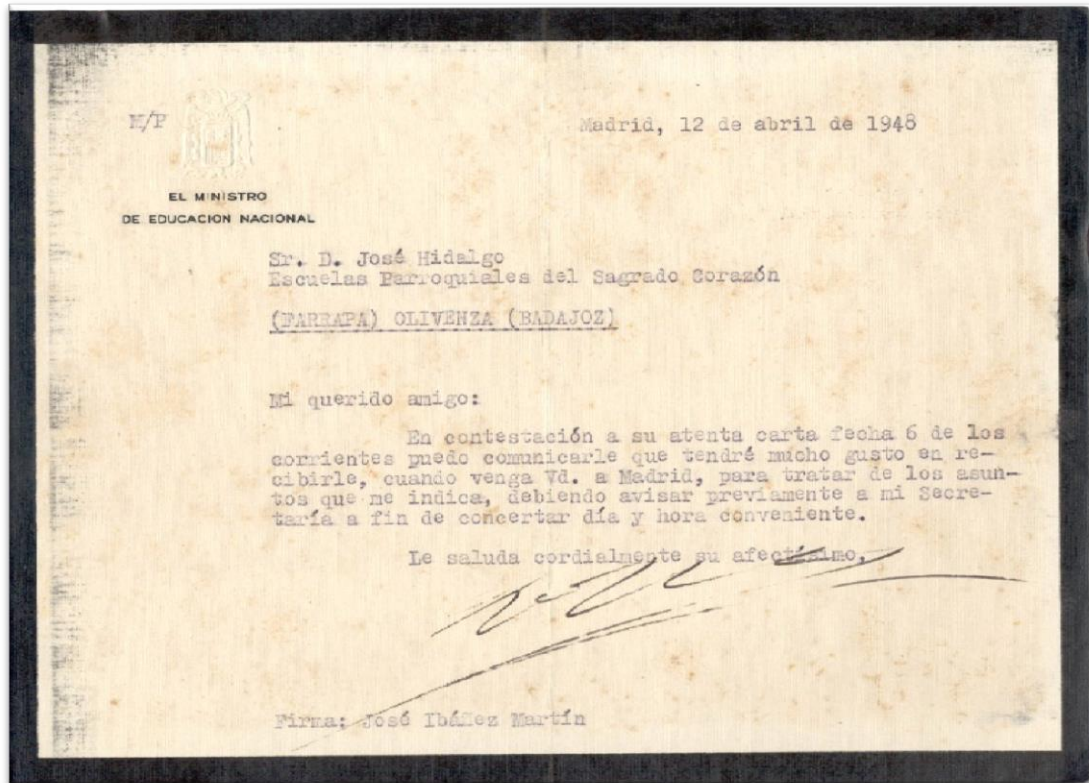 M/P
Madrid, 12 de abril de 1948
EL MINISTRO
DE EDUCACION NACIONAL
Sr. D. José Hidalgo
Escuelas Parroquiales del Sagrado Corazón
(FARRAPA) OLIVENZA (BADAJOZ)
Mi querido amigo:
En contestación a su atenta carta fecha 6 de los
corrientes puedo comunicarle que tendré mucho gusto en re-
cibirle, cuando venga Vd. a Madrid, para tratar de los asun-
tos que me indica, debiendo avisar previamente a mi Secre-
taría a fin de concertar día y hora conveniente.
Le saluda cordialmente su afectísimo,
Firma: José Ibáñez Martín